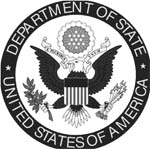 DEPARTMENT OF STATE
UNITED STATES OF AMERICA